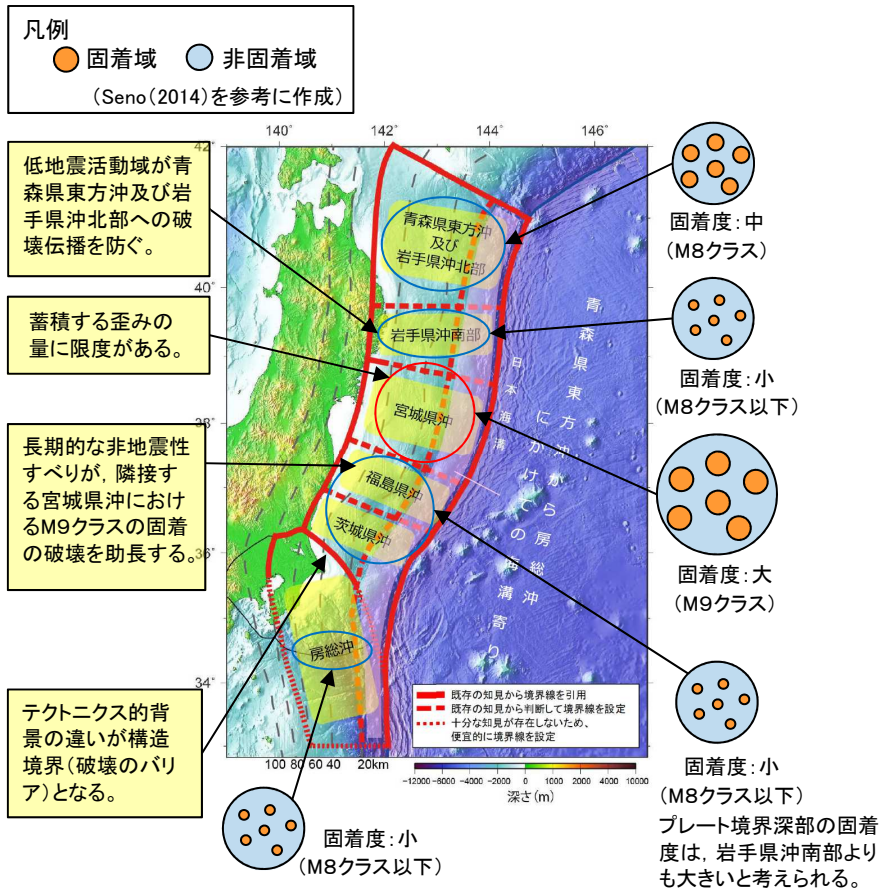 凡例
固着域 非固着域
(Seno(2014)を参考に作成)
低地震活動域が青
森県東方沖及び岩
手県沖北部への破
壊伝播を防ぐ。
蓄積する歪みの
量に限度がある。
長期的な非地震性
すべりが，隣接す
る宮城県沖におけ
るM9クラスの固着
の破壊を助長する。
テクトニクス的背
景の違いが構造
境界(破壊のバリ
ア)となる。
140° 142° 144° 146°
42°
40°
38°
36°
34°
青森県東方沖
及び
岩手県沖北部
岩手県沖南部
宮城県沖
福島県沖
茨城県沖
房総沖
日本海溝
青森県東方沖から房総沖
にかけての海溝寄り
既存の知見から境界線を引用
既存の知見から判断して境界線を設定
十分な知見が存在しないため、
便宜的に境界線を設定
100 80 60 40 20km
−12000 −8000 −6000 −4000 −2000 0 1000 2000 4000 10000
深さ(m)
固着度：中
(M8クラス)
固着度：小
(M8クラス以下)
固着度：大
(M9クラス)
固着度：小
(M8クラス以下)
プレート境界深部の固着
度は，岩手県沖南部より
も大きいと考えられる。
固着度：小
(M8クラス以下)